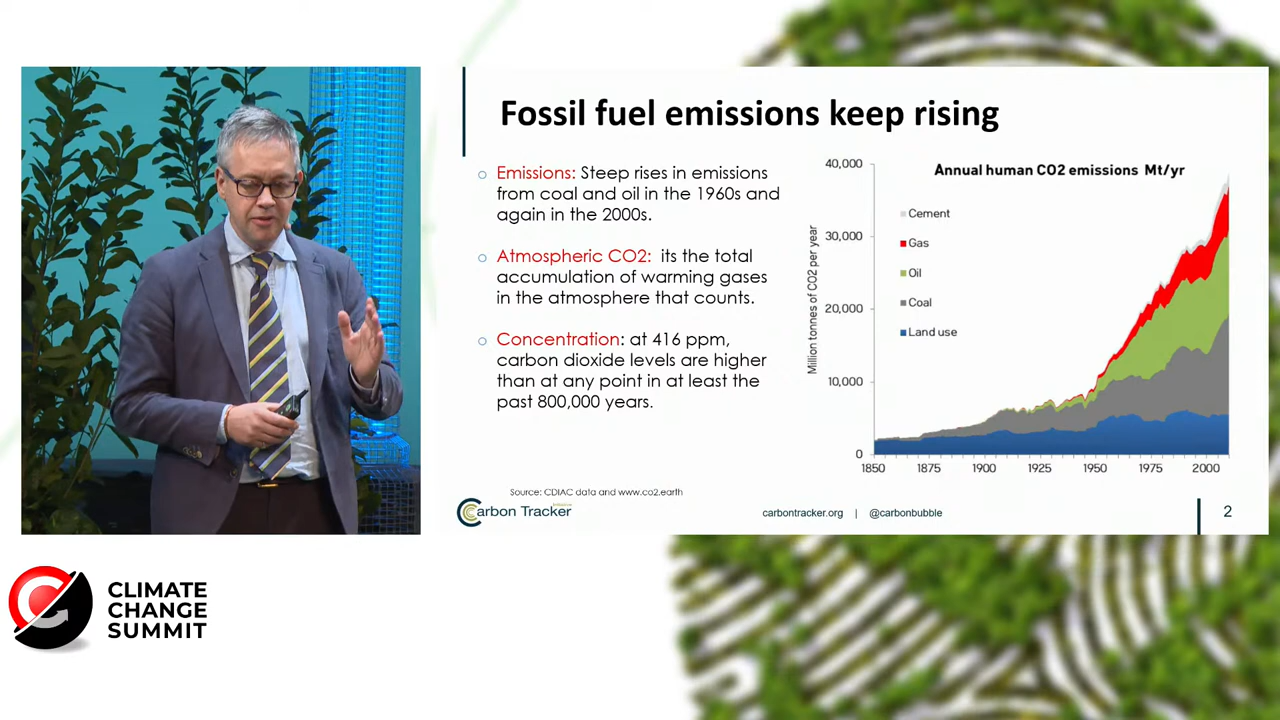 Fossil fuel emissions keep rising
Emissions: Steep rises in emissions
from coal and oil in the 1960s and
again in the 2000s.
Atmospheric CO2: its the total
accumulation of warming gases
in the atmosphere that counts.
Concentration: at 416 ppm,
carbon dioxide levels are higher
than at any point in at least the
past 800,000 years.
Annual human CO2 emissions Mt/yr
Million tonnes of CO2 per year
40,000
30,000
20,000
10,000
0
Cement
Gas
Oil
Coal
Land use
1850 1875 1900 1925 1950 1975 2000
Source: CDIAC data and www.co2.earth
Carbon Tracker
Initiative
carbontracker.org | @carbonbubble
2
CLIMATE
CHANGE
SUMMIT